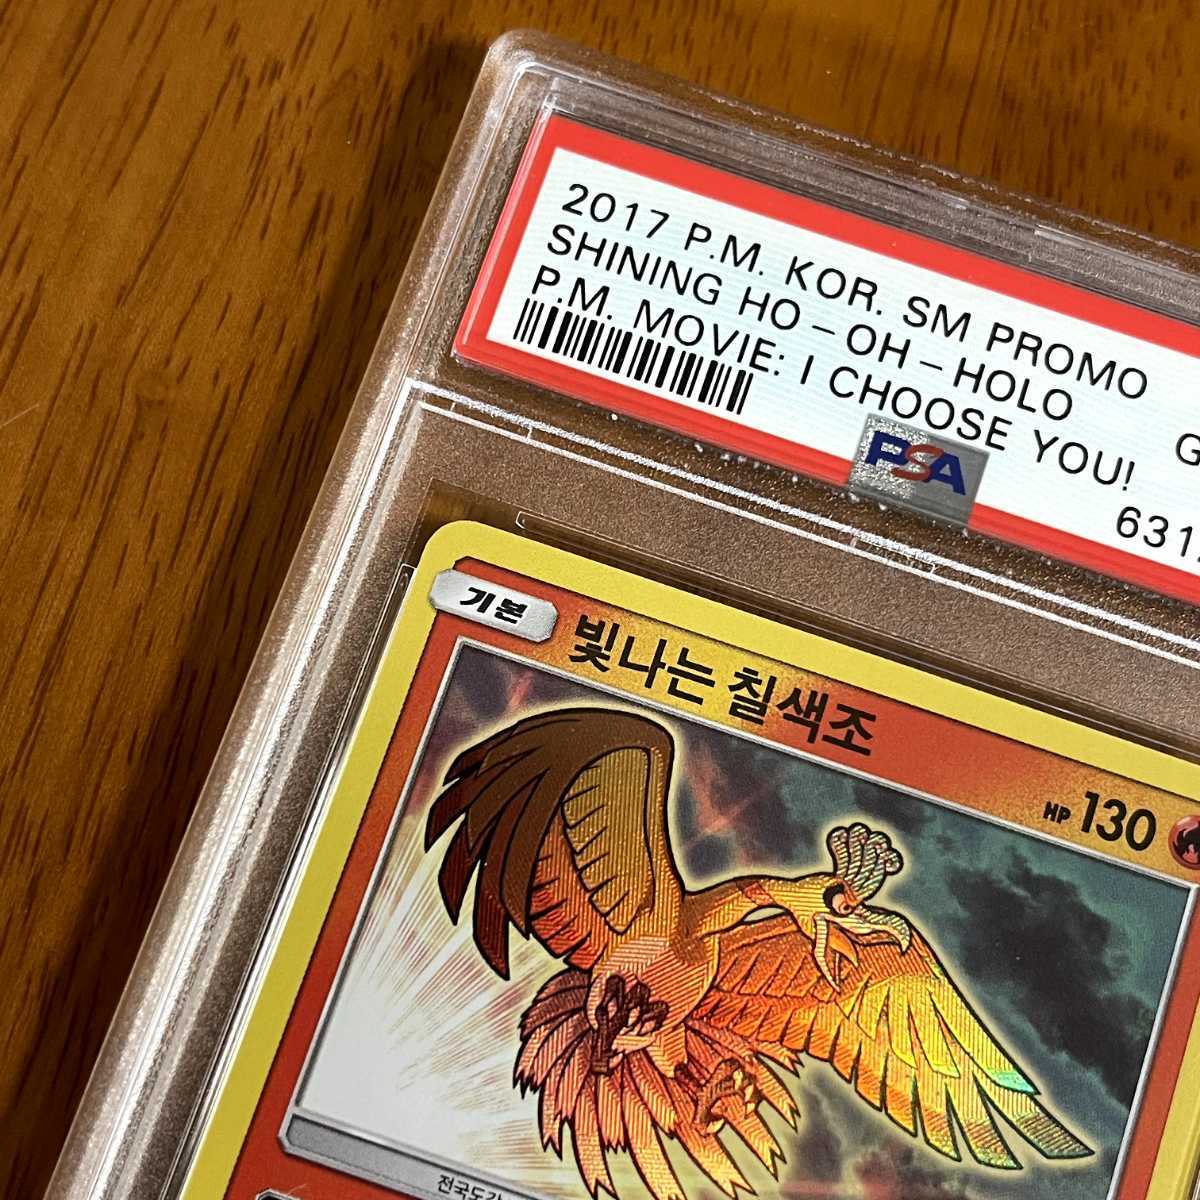 2017 P.M. KOR. SM PROMO
SHINING HO-OH-HOLO
P.M. MOVIE: I CHOOSE YOU!
PSA
기본
빛나는 칠색조
HP 130